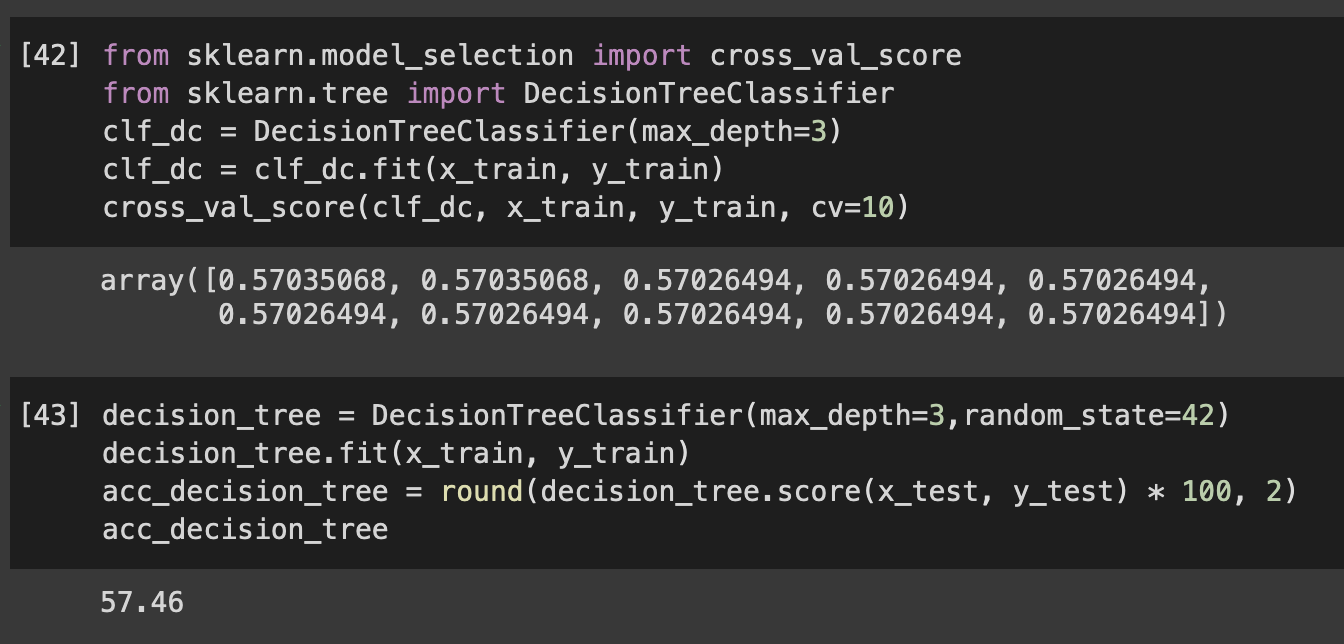 [42] from sklearn.model_selection import cross_val_score
from sklearn.tree import DecisionTreeClassifier
clf_dc = DecisionTreeClassifier(max_depth=3)
clf_dc = clf_dc.fit(x_train, y_train)
cross_val_score(clf_dc, x_train, y_train, cv=10)
array([0.57035068, 0.57035068, 0.57026494, 0.57026494, 0.57026494,
0.57026494, 0.57026494, 0.57026494, 0.57026494, 0.57026494])
[43] decision_tree = DecisionTreeClassifier(max_depth=3,random_state=42)
decision_tree.fit(x_train, y_train)
acc_decision_tree = round(decision_tree.score(x_test, y_test) * 100, 2)
acc_decision_tree
57.46